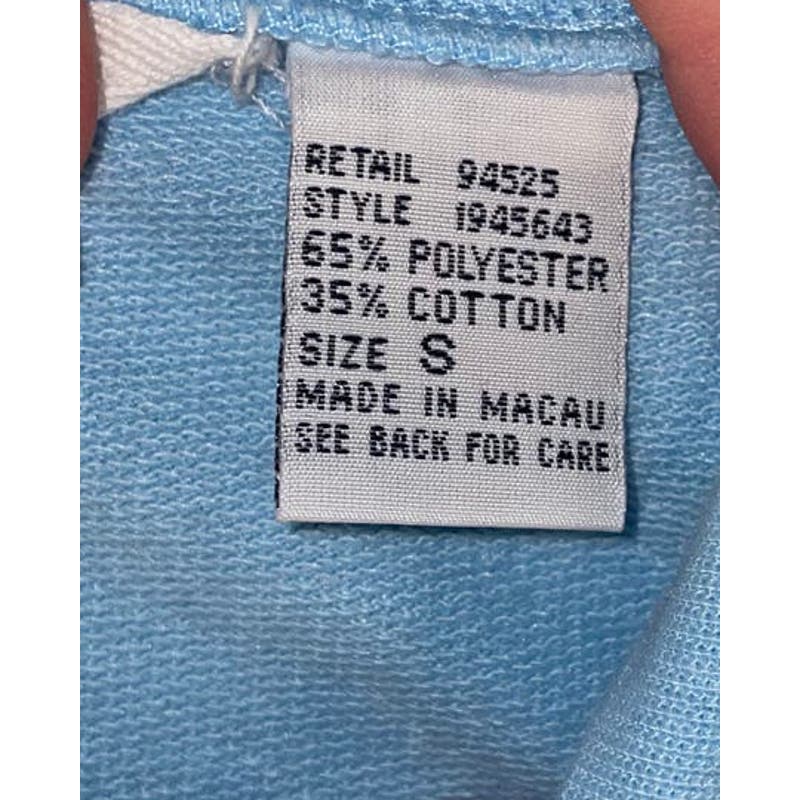 RETAIL 94525
STYLE 1945643
65% POLYESTER
35% COTTON
SIZE S
MADE IN MACAU
SEE BACK FOR CARE